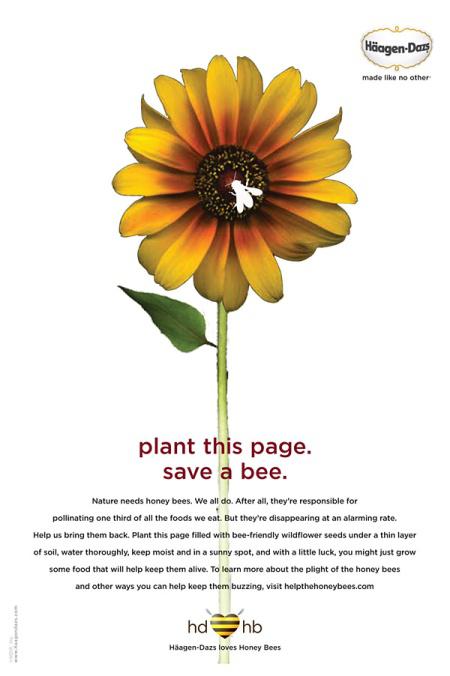 Häagen-Dazs
made like no other
plant this page.
save a bee.
Nature needs honey bees. We all do. After all, they're responsible for
pollinating one third of all the foods we eat. But they're disappearing at an alarming rate.
Help us bring them back. Plant this page filled with bee-friendly wildflower seeds under a thin layer
of soil, water thoroughly, keep moist and in a sunny spot, and with a little luck, you might just grow
some food that will help keep them alive. To learn more about the plight of the honey bees
and other ways you can help keep them buzzing, visit helpthehoneybees.com
hd hb
Häagen-Dazs loves Honey Bees
www.haagendazs.com